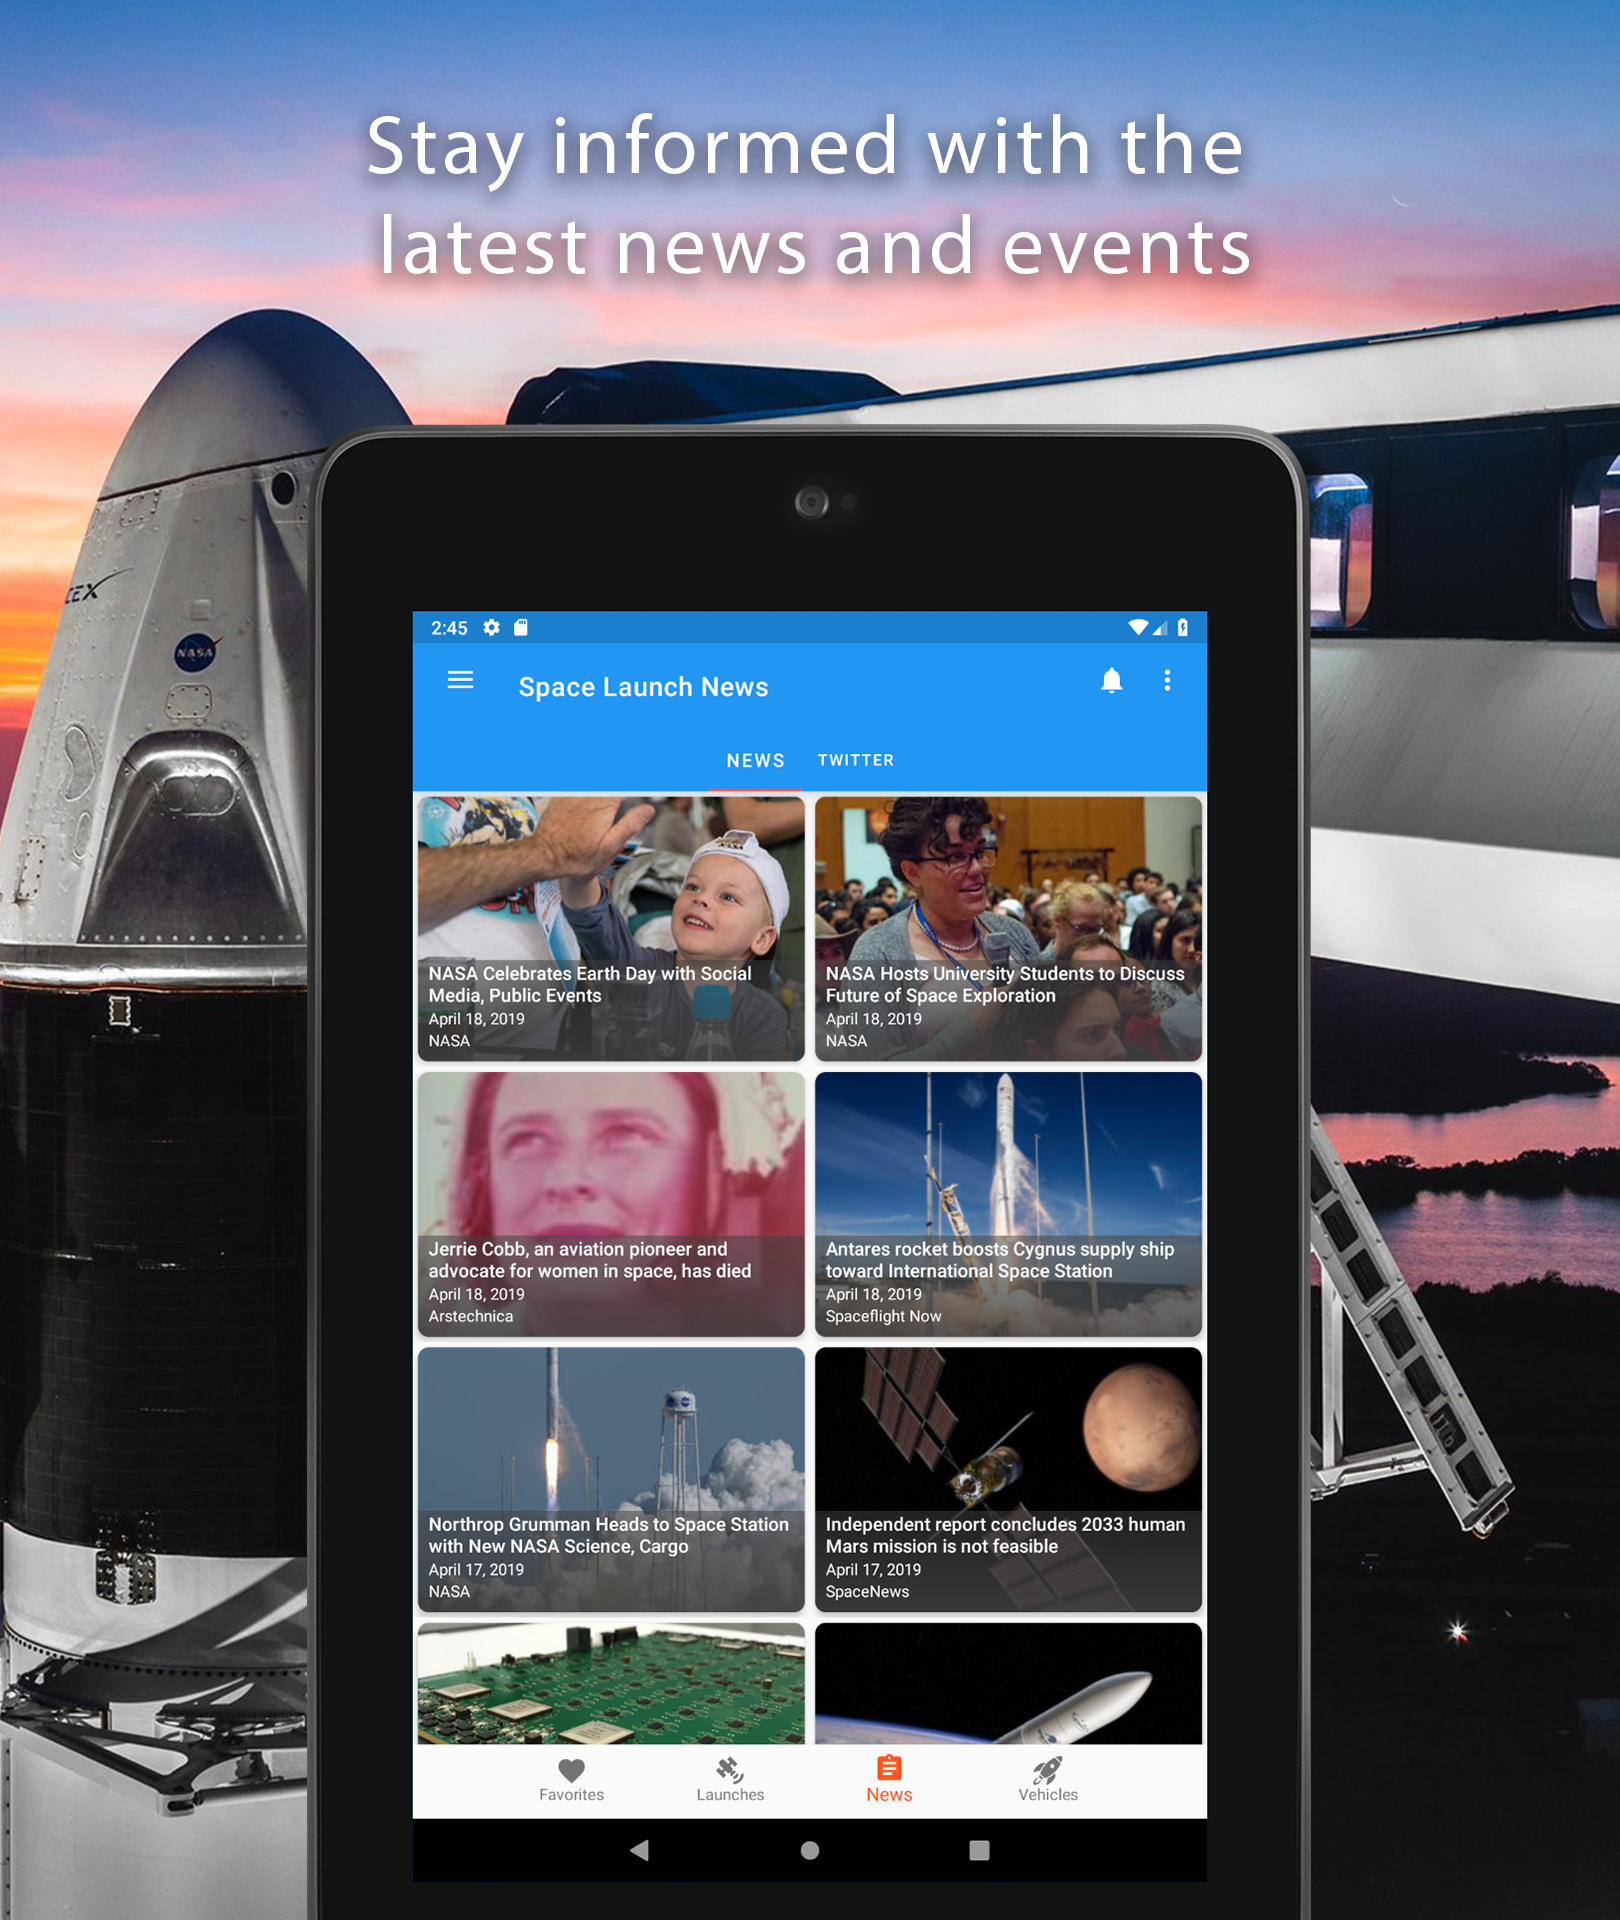 Stay informed with the
latest news and events
NASA
2:45
Space Launch News
NEWS
TWITTER
NASA Celebrates Earth Day with Social
Media, Public Events
April 18, 2019
NASA
NASA Hosts University Students to Discuss
Future of Space Exploration
April 18, 2019
NASA
Jerrie Cobb, an aviation pioneer and
advocate for women in space, has died
April 18, 2019
Arstechnica
Antares rocket boosts Cygnus supply ship
toward International Space Station
April 18, 2019
Spaceflight Now
Northrop Grumman Heads to Space Station
with New NASA Science, Cargo
April 17, 2019
NASA
Independent report concludes 2033 human
Mars mission is not feasible
April 17, 2019
SpaceNews
Favorites
Launches
News
Vehicles